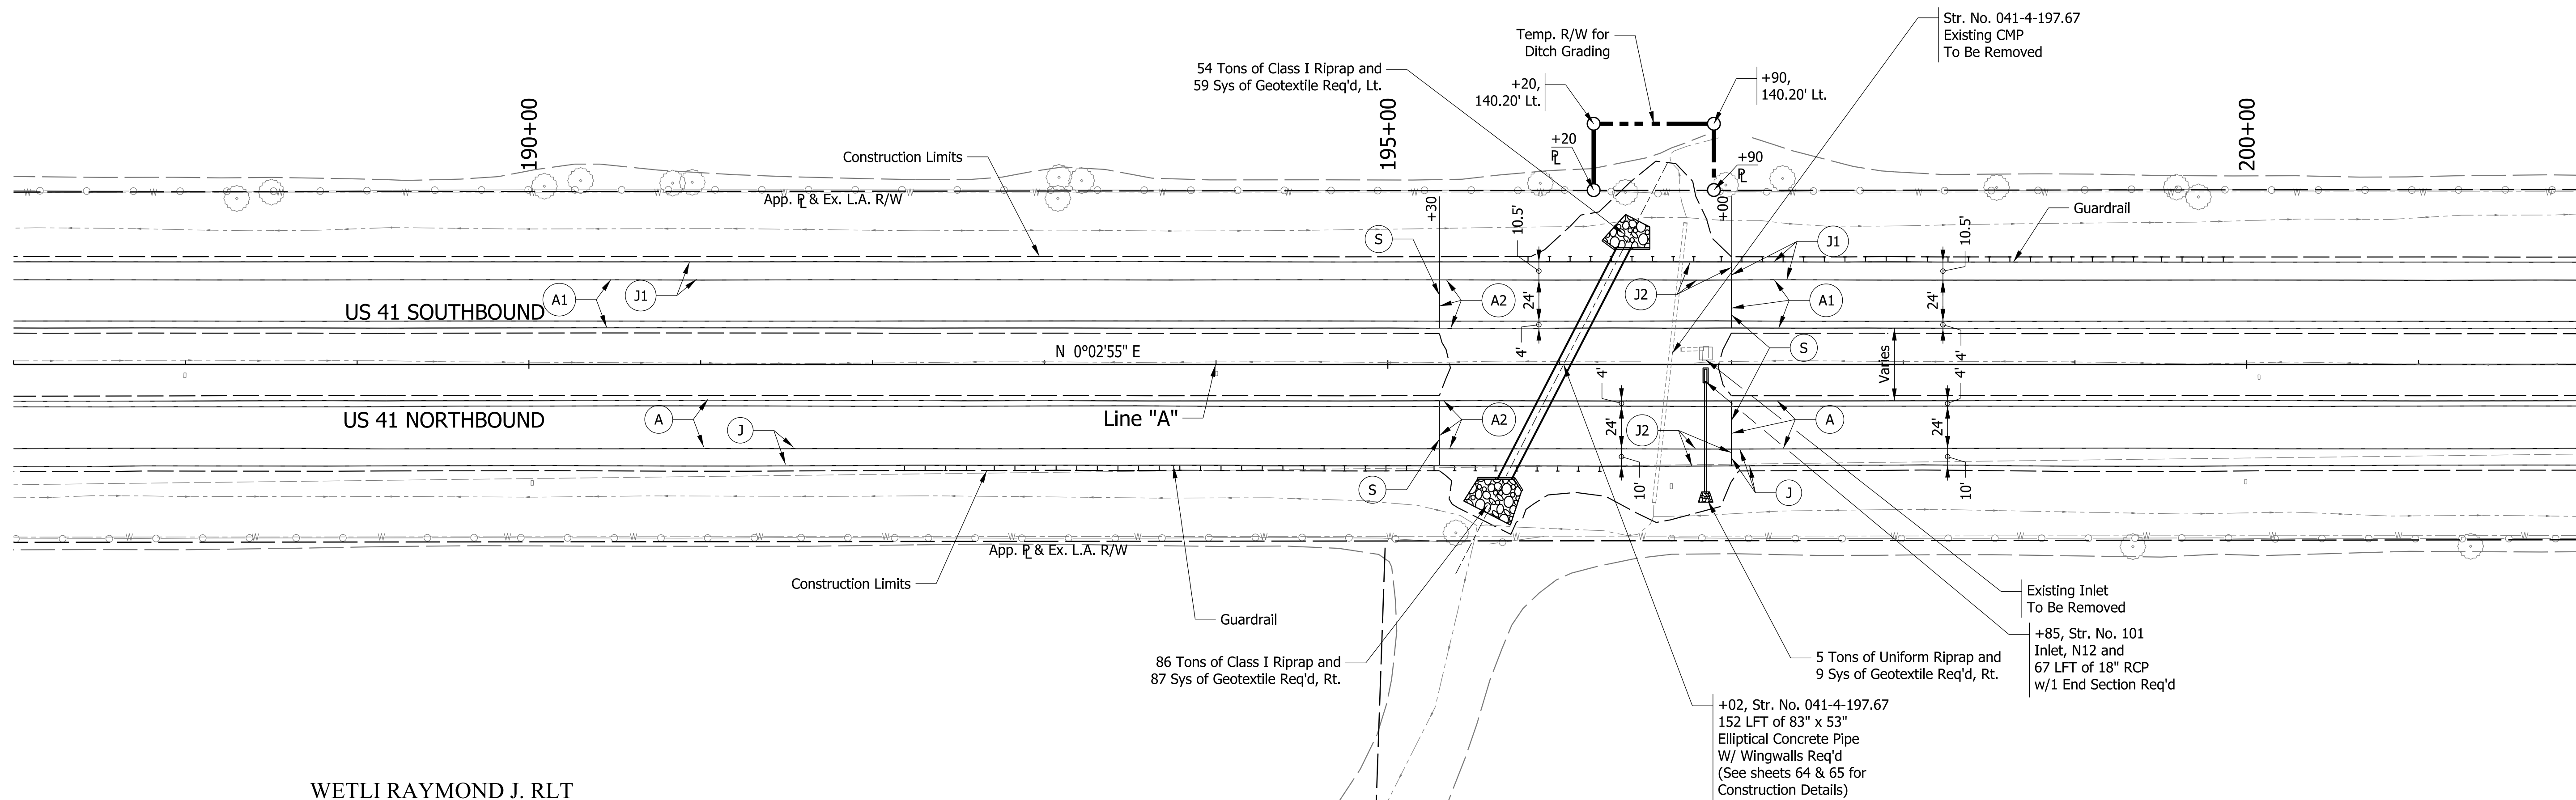 Str. No. 041-4-197.67
Existing CMP
To Be Removed
Temp. R/W for
Ditch Grading
54 Tons of Class I Riprap and
59 Sys of Geotextile Req'd, Lt.
+20,
140.20' Lt.
+90,
140.20' Lt.
190+00
195+00
200+00
+20
PL
+90
PL
Construction Limits
App. PL & Ex. L.A. R/W
+30
+00
10.5'
10.5'
Guardrail
S
J1
A1
J1
US 41 SOUTHBOUND
A2
24'
J2
A1
24'
4'
4'
N 0°02'55" E
S
Varies
4'
4'
US 41 NORTHBOUND
A
J
Line "A"
A2
24'
J2
A
24'
S
10'
J
10'
App. PL & Ex. L.A. R/W
Construction Limits
Guardrail
Existing Inlet
To Be Removed
+85, Str. No. 101
Inlet, N12 and
67 LFT of 18" RCP
w/1 End Section Req'd
86 Tons of Class I Riprap and
87 Sys of Geotextile Req'd, Rt.
5 Tons of Uniform Riprap and
9 Sys of Geotextile Req'd, Rt.
+02, Str. No. 041-4-197.67
152 LFT of 83" x 53"
Elliptical Concrete Pipe
W/ Wingwalls Req'd
(See sheets 64 & 65 for
Construction Details)
WETLI RAYMOND J. RLT